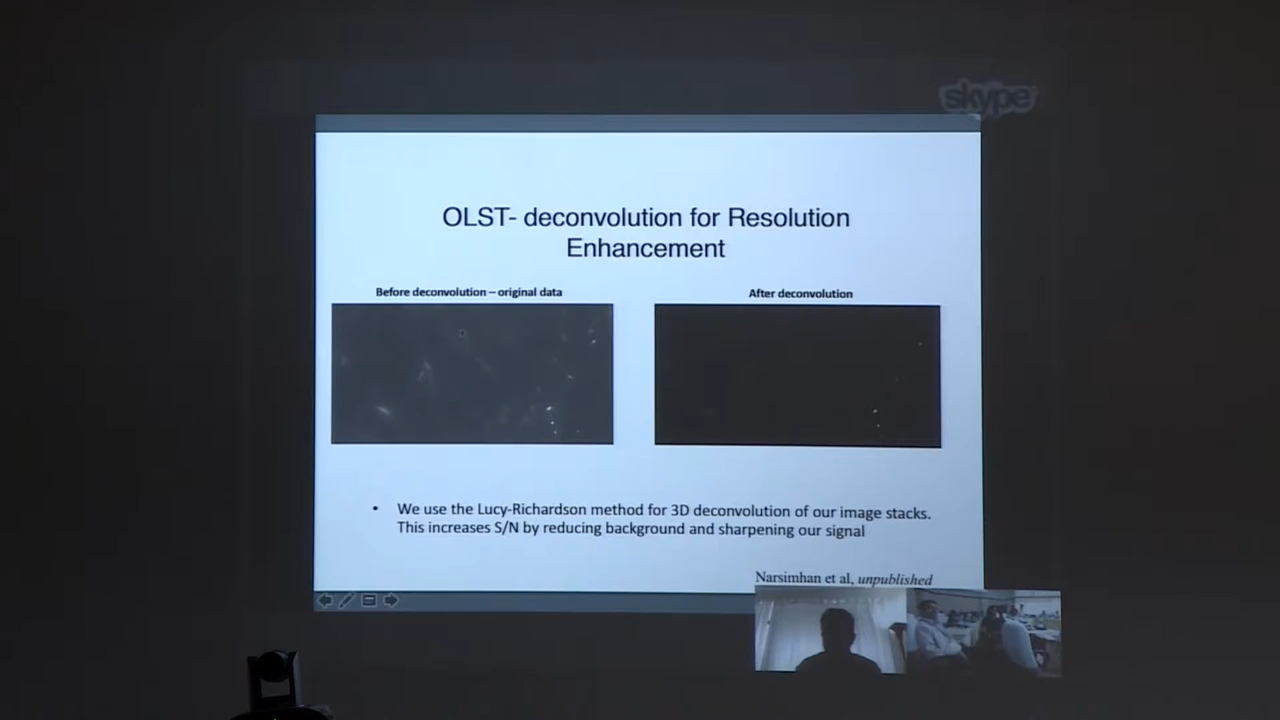 skype
OLST- deconvolution for Resolution
Enhancement
Before deconvolution – original data
After deconvolution
• We use the Lucy-Richardson method for 3D deconvolution of our image stacks.
This increases S/N by reducing background and sharpening our signal
Narsimhan et al, unpublished